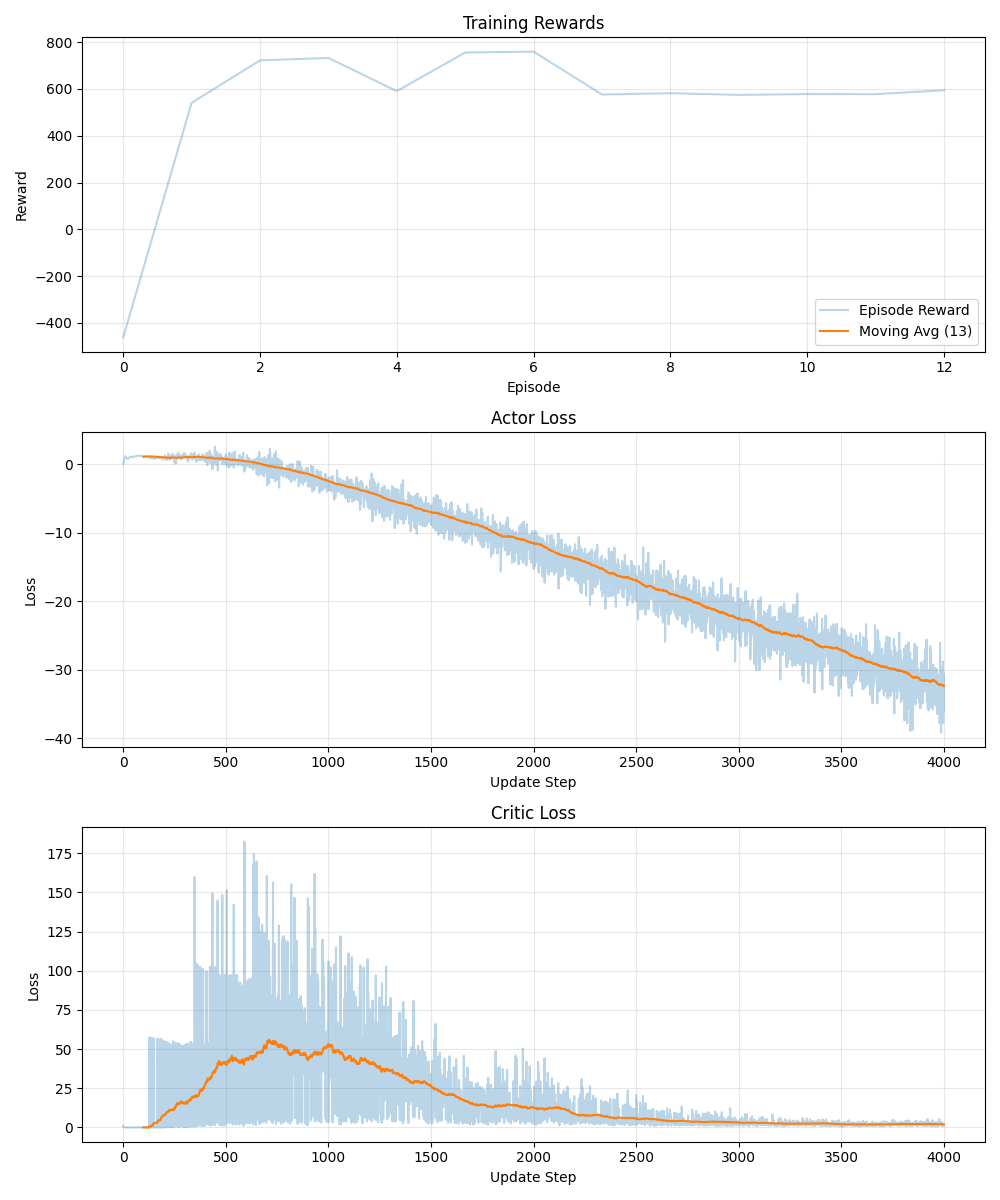 Training Rewards
800
600
400
200
0
−200
−400
Reward
0 2 4 6 8 10 12
Episode
Episode Reward
Moving Avg (13)
Actor Loss
0
−10
−20
−30
−40
Loss
0 500 1000 1500 2000 2500 3000 3500 4000
Update Step
Critic Loss
175
150
125
100
75
50
25
0
Loss
0 500 1000 1500 2000 2500 3000 3500 4000
Update Step